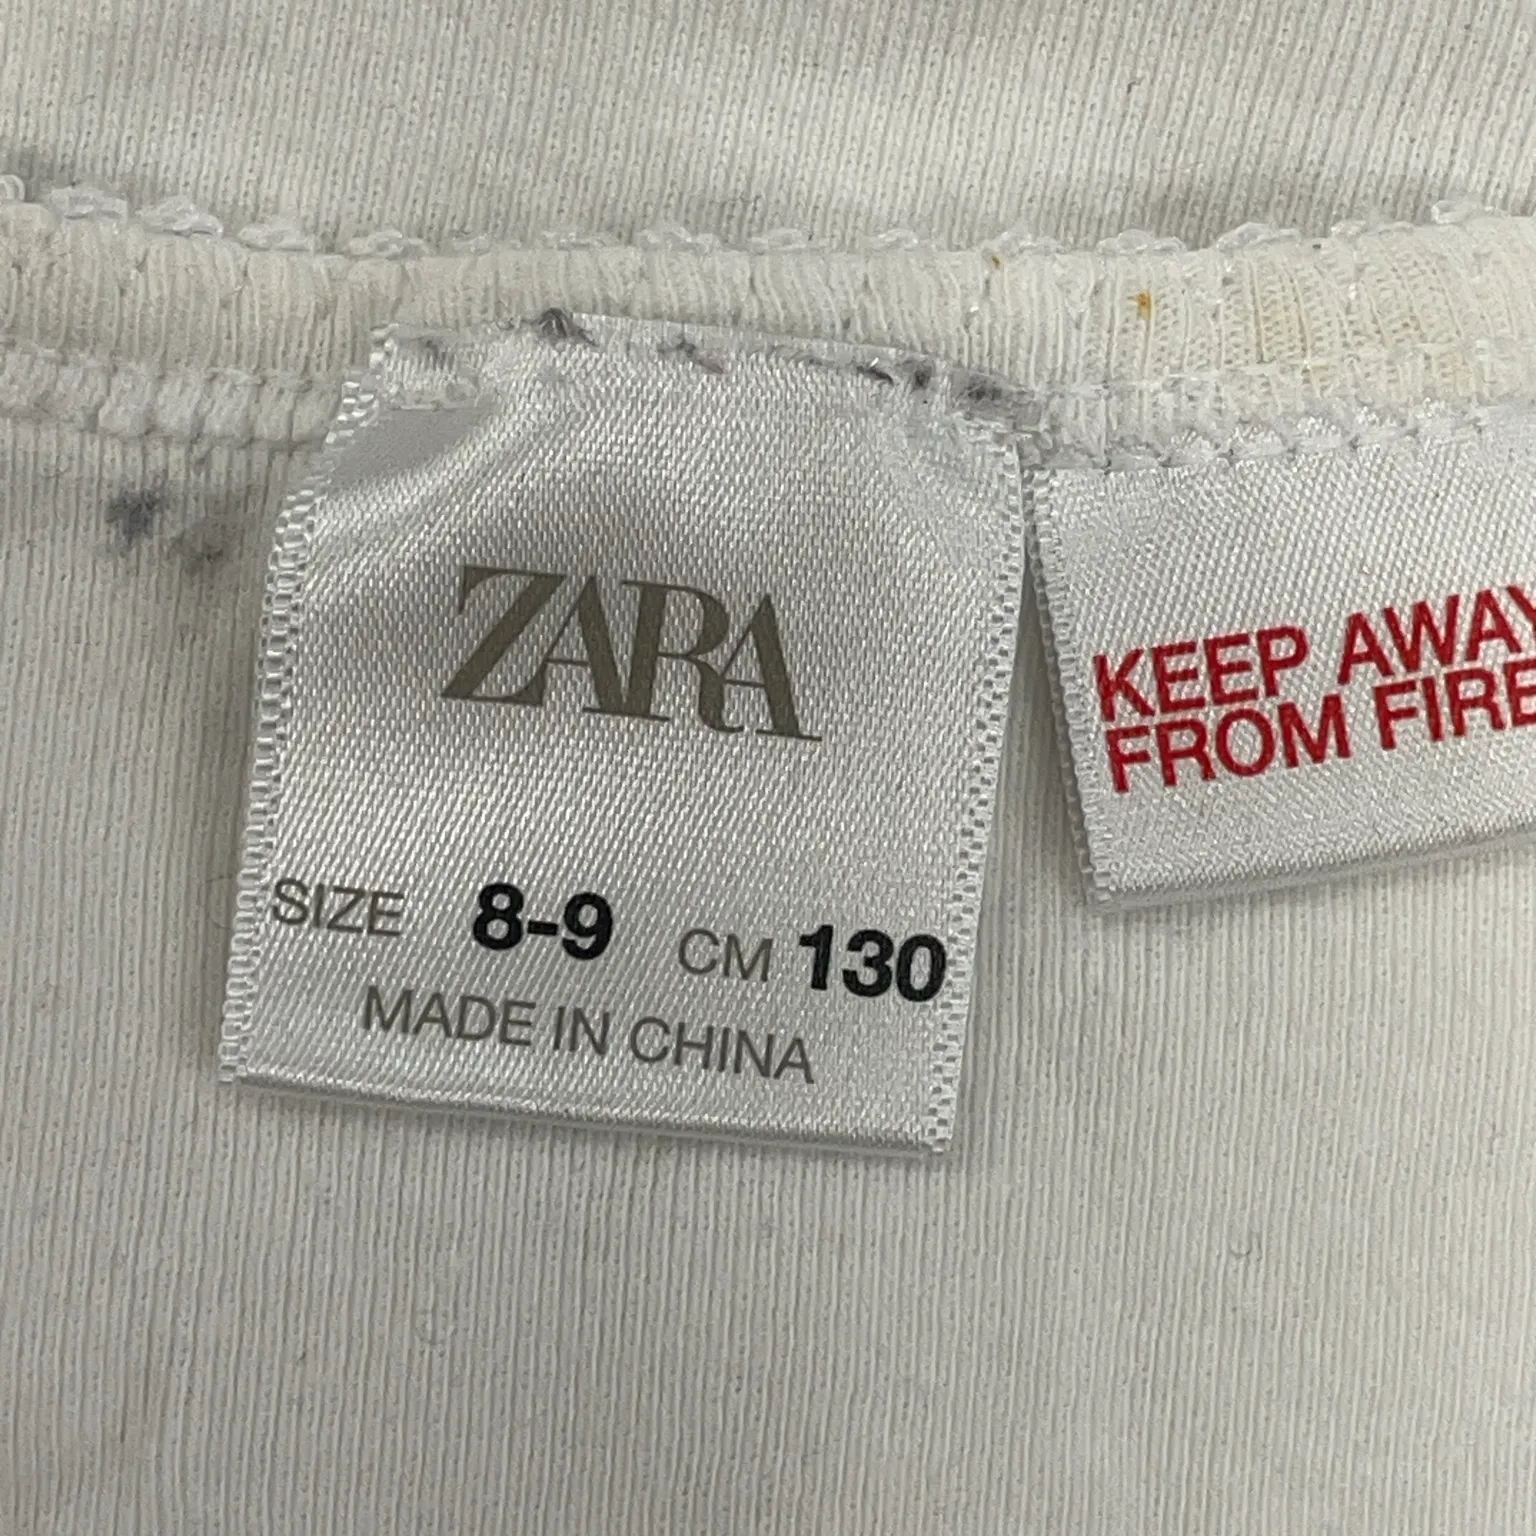 ZARA
SIZE 8-9 CM 130
MADE IN CHINA
KEEP AWAY
FROM FIRE